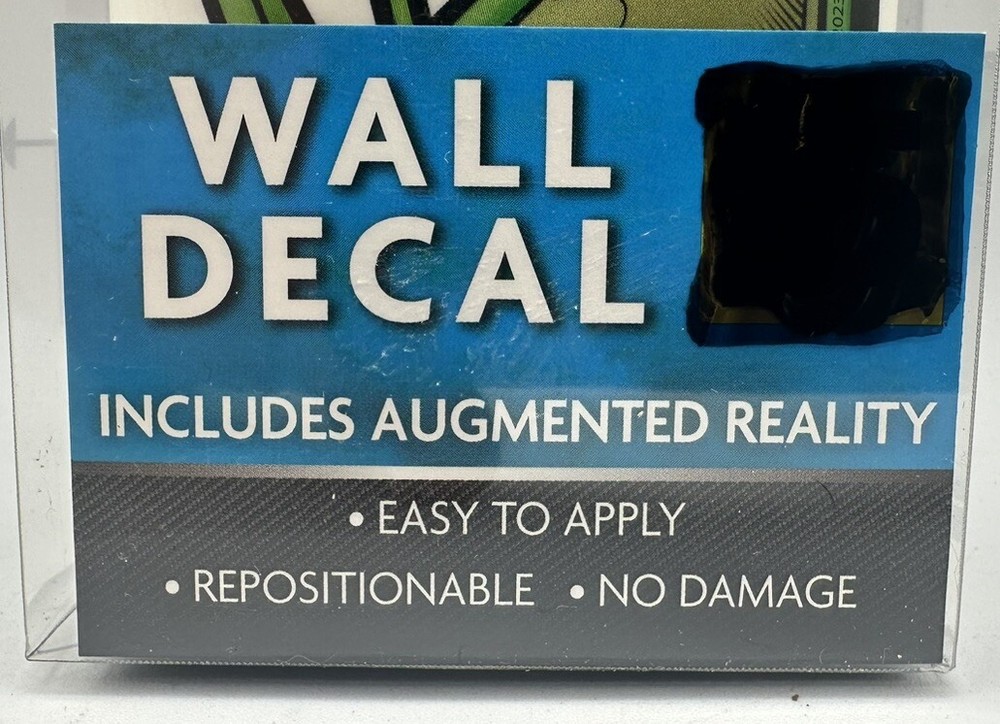 WALL
DECAL
INCLUDES AUGMENTED REALITY
• EASY TO APPLY
• REPOSITIONABLE • NO DAMAGE